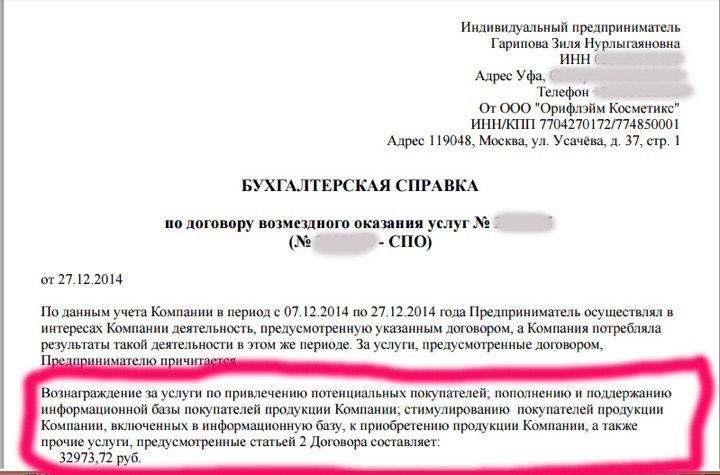 Индивидуальный предприниматель
Гарипова Зиля Нурлыгаяновна
ИНН
Адрес Уфа,
Телефон
От ООО "Орифлэйм Косметикс"
ИНН/КПП 7704270172/774850001
Адрес 119048, Москва, ул. Усачёва, д. 37, стр. 1
БУХГАЛТЕРСКАЯ СПРАВКА
по договору возмездного оказания услуг №
(№ - СПО)
от 27.12.2014
По данным учета Компании в период с 07.12.2014 по 27.12.2014 года Предприниматель осуществлял в
интересах Компании деятельность, предусмотренную указанным договором, а Компания потребляла
результаты такой деятельности в этом же периоде. За услуги, предусмотренные договором,
Предпринимателю причитается
Вознаграждение за услуги по привлечению потенциальных покупателей; пополнению и поддержанию
информационной базы покупателей продукции Компании; стимулированию покупателей продукции
Компании, включенных в информационную базу, к приобретению продукции Компании, а также
прочие услуги, предусмотренные статьей 2 Договора составляет:
32973,72 руб.